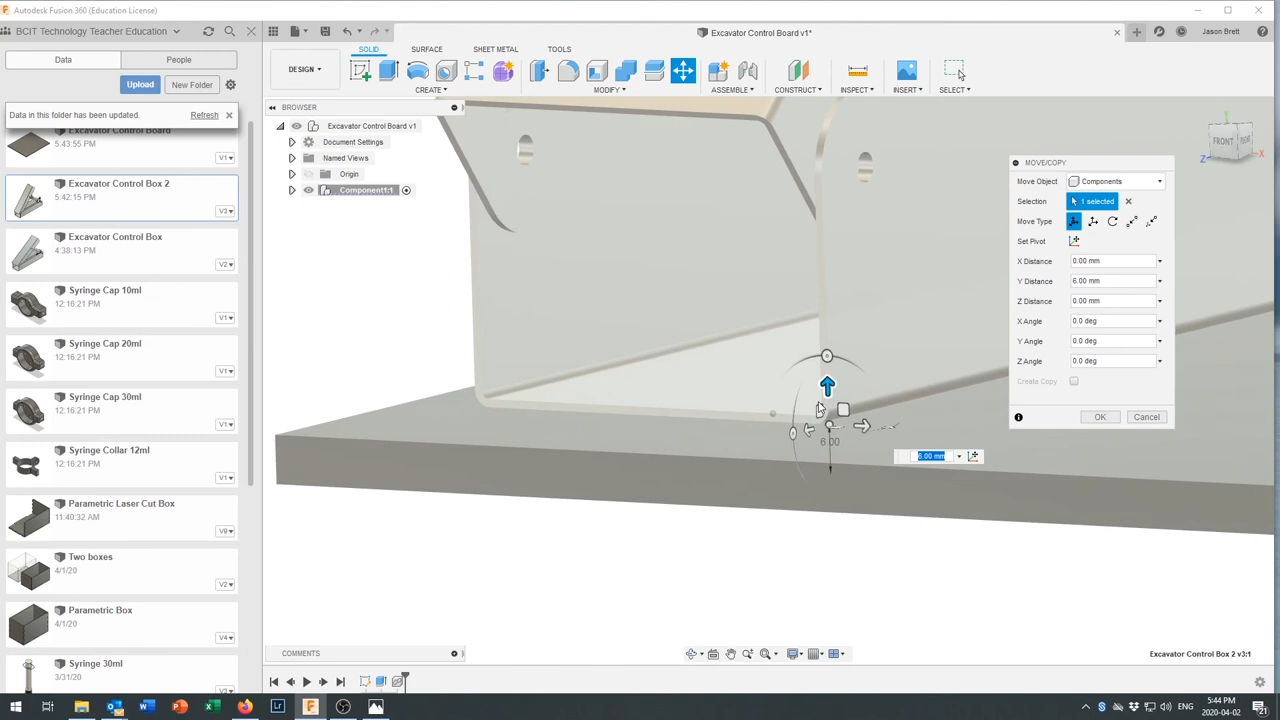 Autodesk Fusion 360 (Education License)
BCIT Technology Teacher Education
Excavator Control Board v1*
Jason Brett
Data
People
Upload
New Folder
Data in this folder has been updated.
Refresh
Excavator Control Board
5:43:55 PM
V1
Excavator Control Box 2
5:42:15 PM
V3
Excavator Control Box
4:38:13 PM
V2
Syringe Cap 10ml
12:16:21 PM
V1
Syringe Cap 20ml
12:16:21 PM
V1
Syringe Cap 30ml
12:16:21 PM
V1
Syringe Collar 12ml
12:16:21 PM
V1
Parametric Laser Cut Box
11:40:32 AM
V9
Two boxes
4/1/20
V2
Parametric Box
4/1/20
V4
Syringe 30ml
3/31/20
DESIGN
SOLID
SURFACE
SHEET METAL
TOOLS
CREATE
MODIFY
ASSEMBLE
CONSTRUCT
INSPECT
INSERT
SELECT
BROWSER
Excavator Control Board v1
Document Settings
Named Views
Origin
Component1:1
FRONT
RIGHT
Y
X
Z
MOVE/COPY
Move Object
Components
Selection
1 selected
Move Type
Set Pivot
X Distance
0.00 mm
Y Distance
6.00 mm
Z Distance
0.00 mm
X Angle
0.0 deg
Y Angle
0.0 deg
Z Angle
0.0 deg
Create Copy
OK
Cancel
6.00
6.00 mm
COMMENTS
Excavator Control Box 2 v3:1
ENG
5:44 PM
2020-04-02
21